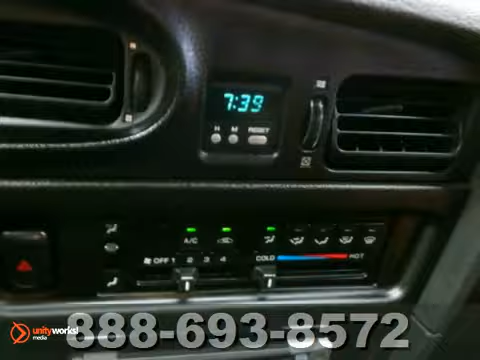 7:39
H M RESET
A/C
OFF 1 2 3 4 COLD HOT
unityworks!
media
888-693-8572